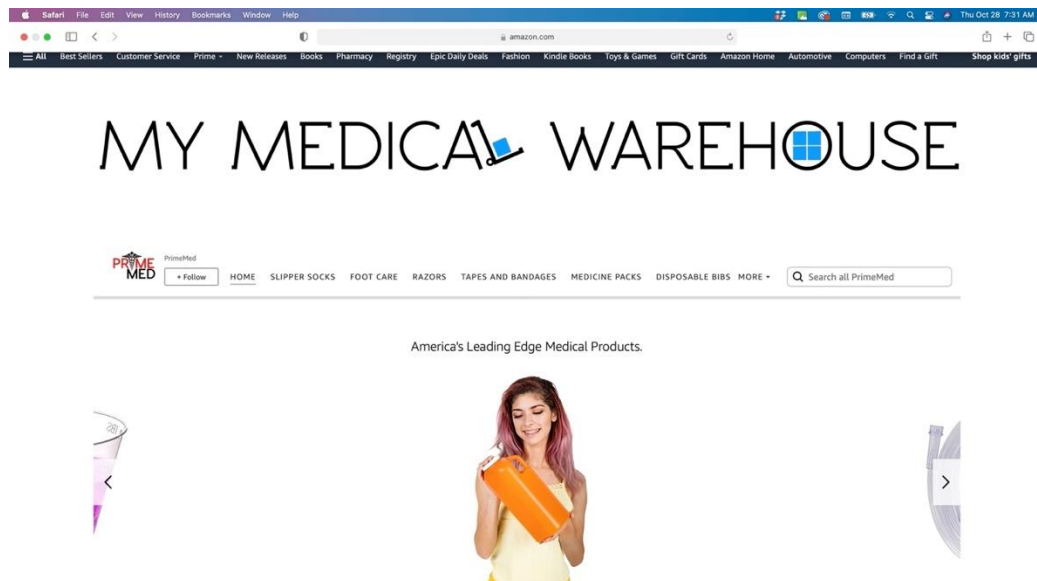 Safari File Edit View History Bookmarks Window Help Thu Oct 28 7:31 AM
amazon.com
All Best Sellers Customer Service Prime New Releases Books Pharmacy Registry Epic Daily Deals Fashion Kindle Books Toys & Games Gift Cards Amazon Home Automotive Computers Find a Gift Shop kids' gifts
MY MEDICAL WAREHOUSE
PRIME MED
PrimeMed
+ Follow
HOME SLIPPER SOCKS FOOT CARE RAZORS TAPES AND BANDAGES MEDICINE PACKS DISPOSABLE BIBS MORE
Search all PrimeMed
America's Leading Edge Medical Products.